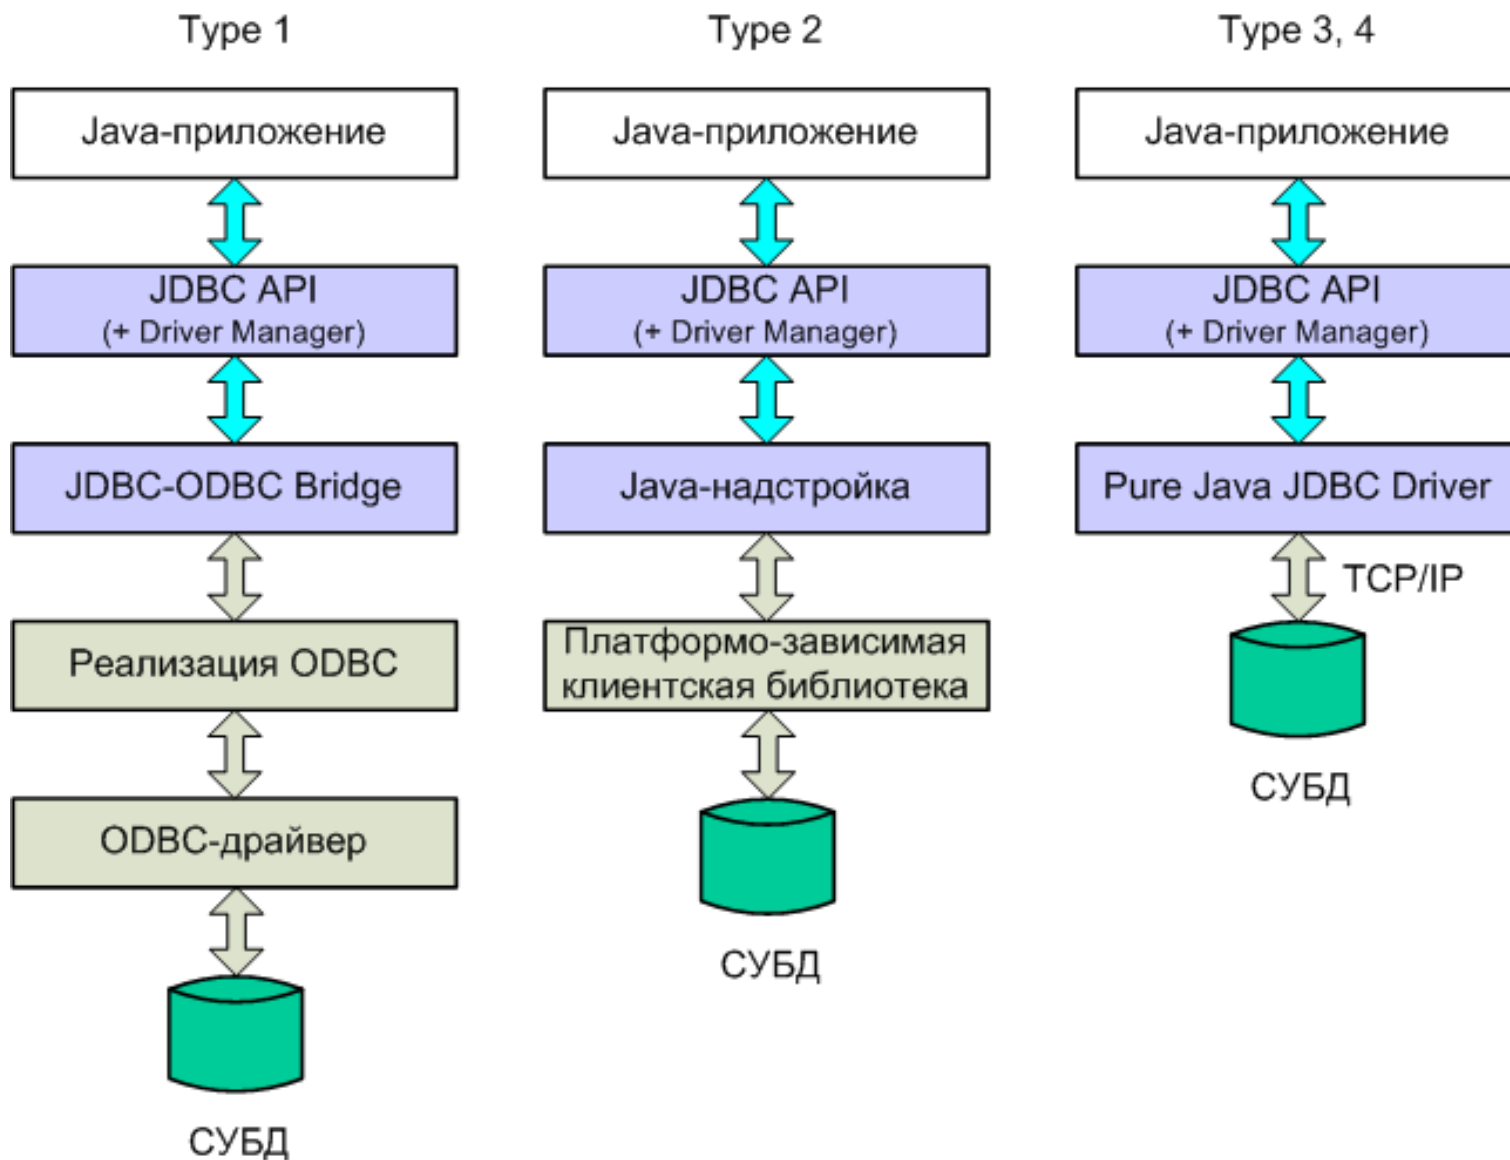 Type 1
Java-приложение
JDBC API
(+ Driver Manager)
JDBC-ODBC Bridge
Реализация ODBC
ODBC-драйвер
СУБД
Type 2
Java-приложение
JDBC API
(+ Driver Manager)
Java-надстройка
Платформо-зависимая
клиентская библиотека
СУБД
Type 3, 4
Java-приложение
JDBC API
(+ Driver Manager)
Pure Java JDBC Driver
TCP/IP
СУБД